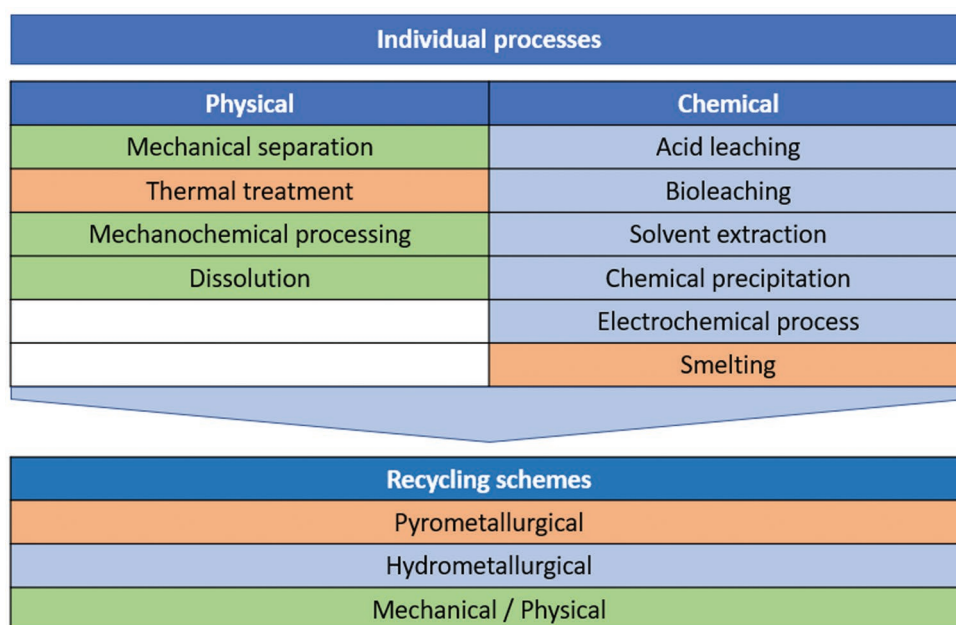 Individual processes
Physical Chemical
Mechanical separation Acid leaching
Thermal treatment Bioleaching
Mechanochemical processing Solvent extraction
Dissolution Chemical precipitation
Electrochemical process
Smelting
Recycling schemes
Pyrometallurgical
Hydrometallurgical
Mechanical / Physical